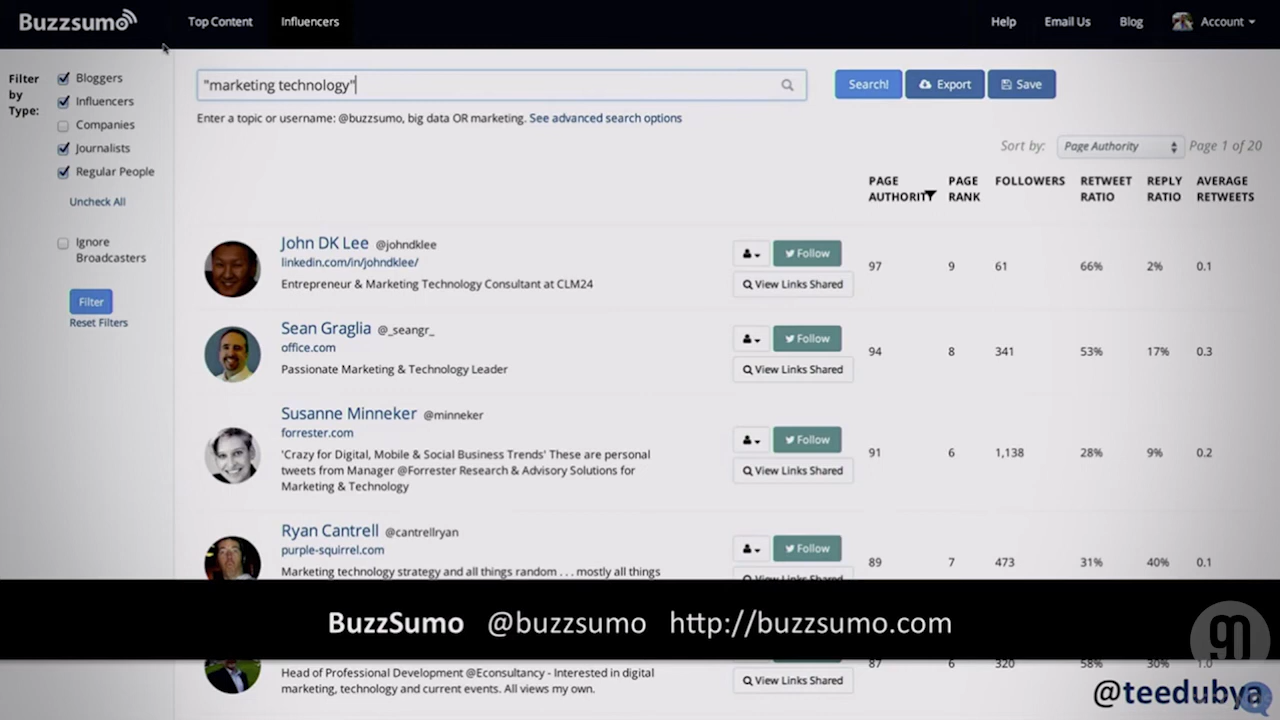 Buzzsumo Top Content Influencers Help Email Us Blog Account
Filter by Type:
Bloggers
Influencers
Companies
Journalists
Regular People
Uncheck All
Ignore Broadcasters
Filter
Reset Filters
"marketing technology"
Search! Export Save
Enter a topic or username: @buzzsumo, big data OR marketing. See advanced search options
Sort by: Page Authority Page 1 of 20
PAGE AUTHORITY PAGE RANK FOLLOWERS RETWEET RATIO REPLY RATIO AVERAGE RETWEETS
John DK Lee @johndklee
linkedin.com/in/johndklee/
Entrepreneur & Marketing Technology Consultant at CLM24
Follow
View Links Shared
97 9 61 66% 2% 0.1
Sean Graglia @_seangr_
office.com
Passionate Marketing & Technology Leader
Follow
View Links Shared
94 8 341 53% 17% 0.3
Susanne Minneker @minneker
forrester.com
'Crazy for Digital, Mobile & Social Business Trends' These are personal
tweets from Manager @Forrester Research & Advisory Solutions for
Marketing & Technology
Follow
View Links Shared
91 6 1,138 28% 9% 0.2
Ryan Cantrell @cantrellryan
purple-squirrel.com
Marketing technology strategy and all things random . . . mostly all things
Follow
View Links Shared
89 7 473 31% 40% 0.1
BuzzSumo @buzzsumo http://buzzsumo.com
Head of Professional Development @Econsultancy - Interested in digital
marketing, technology and current events. All views my own.
View Links Shared
87 6 320 58% 30% 1.0
@teedubya